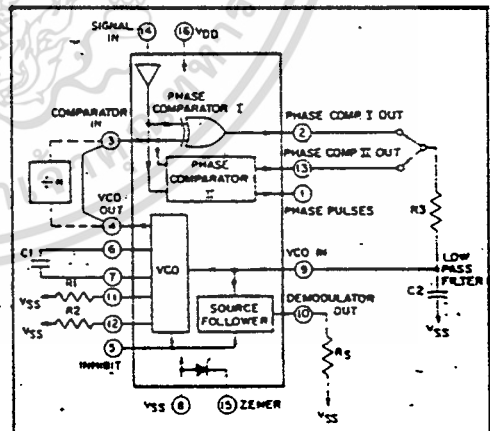 SIGNAL IN
14
16
VDD
PHASE COMPARATOR I
COMPARATOR IN
3
PHASE COMP. I OUT
2
PHASE COMP II OUT
13
PHASE COMPARATOR II
1
PHASE PULSES
VCO OUT
4
6
C1
7
VCO
VCO IN
9
R3
LOW PASS FILTER
C2
VSS
R1
VSS
11
R2
VSS
12
SOURCE FOLLOWER
DEMODULATOR OUT
10
5
INHIBIT
RS
VSS
VSS
8
15
ZENER